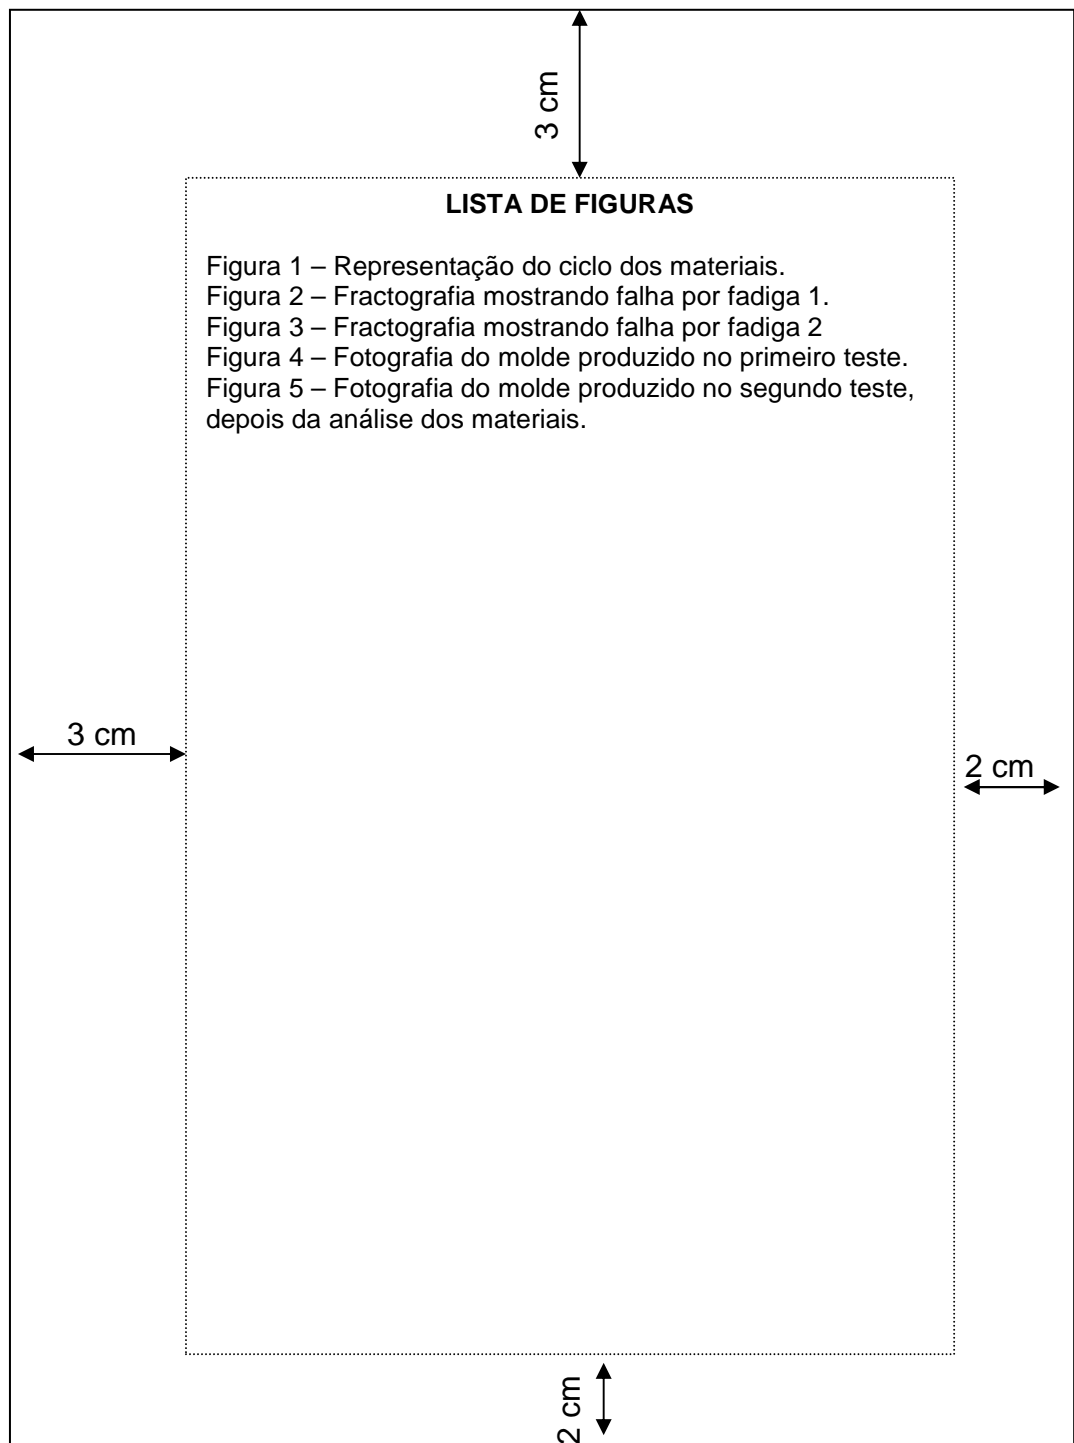 3 cm
LISTA DE FIGURAS
Figura 1 – Representação do ciclo dos materiais.
Figura 2 – Fractografia mostrando falha por fadiga 1.
Figura 3 – Fractografia mostrando falha por fadiga 2
Figura 4 – Fotografia do molde produzido no primeiro teste.
Figura 5 – Fotografia do molde produzido no segundo teste,
depois da análise dos materiais.
3 cm
2 cm
2 cm